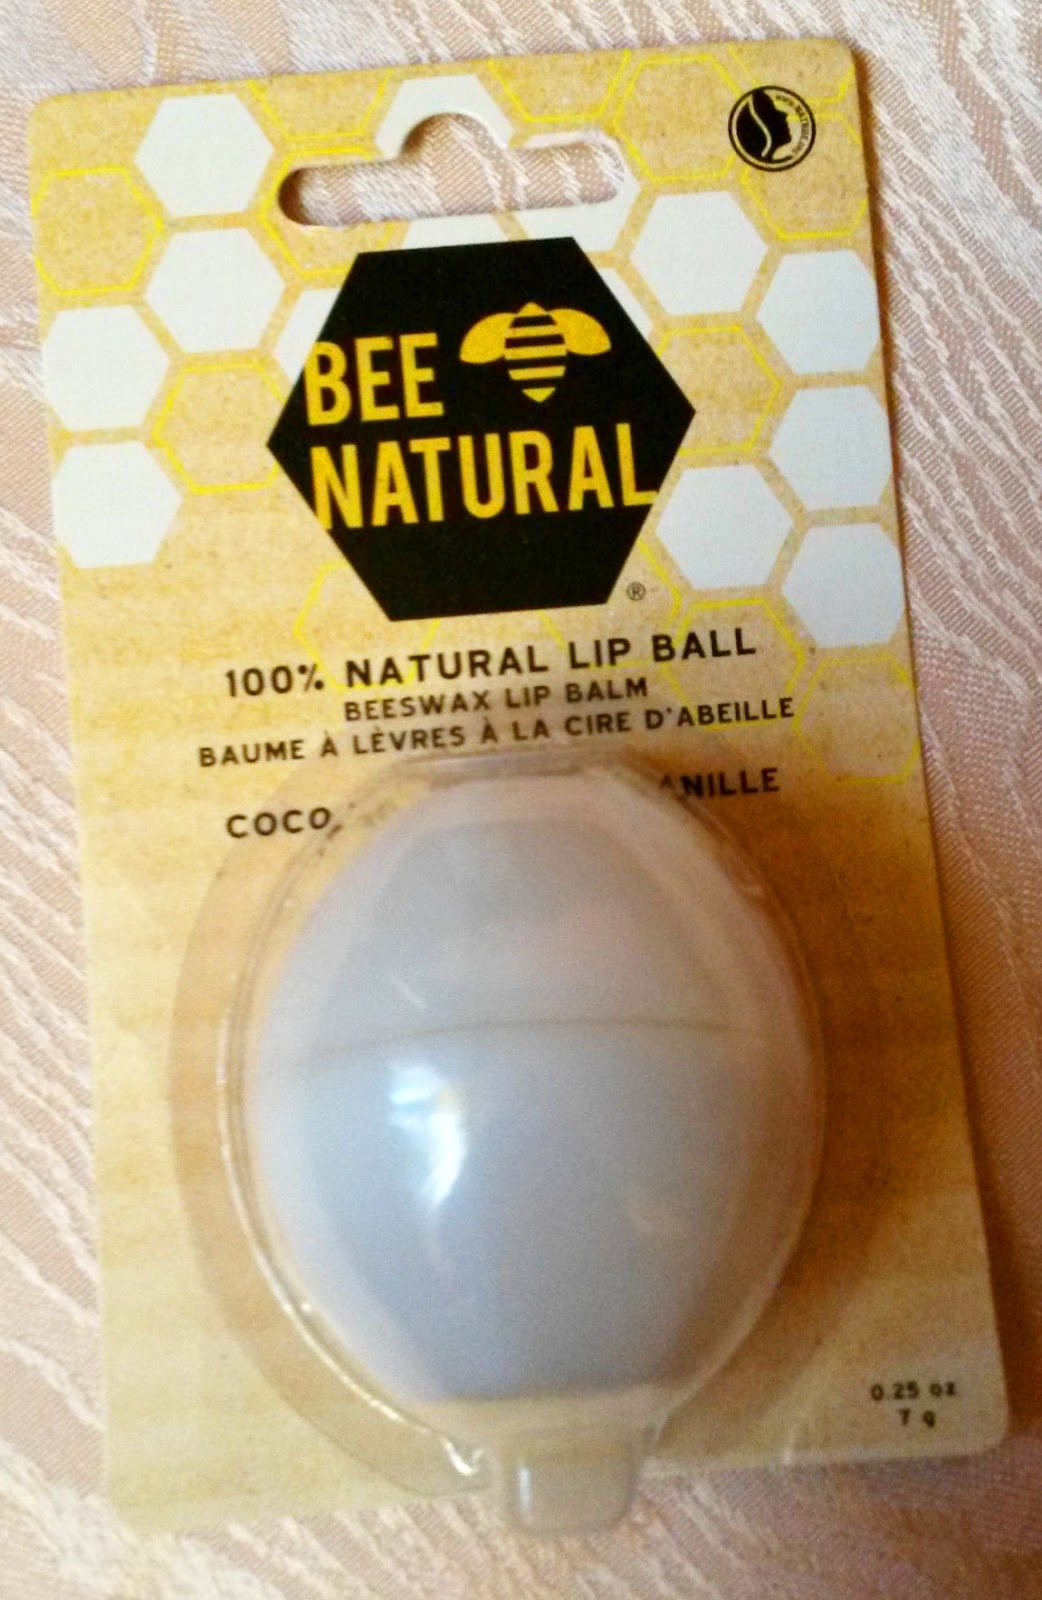 BEE
NATURAL
®
100% NATURAL LIP BALL
BEESWAX LIP BALM
BAUME À LÈVRES À LA CIRE D'ABEILLE
COCO ANILLE
0.25 oz
7 g